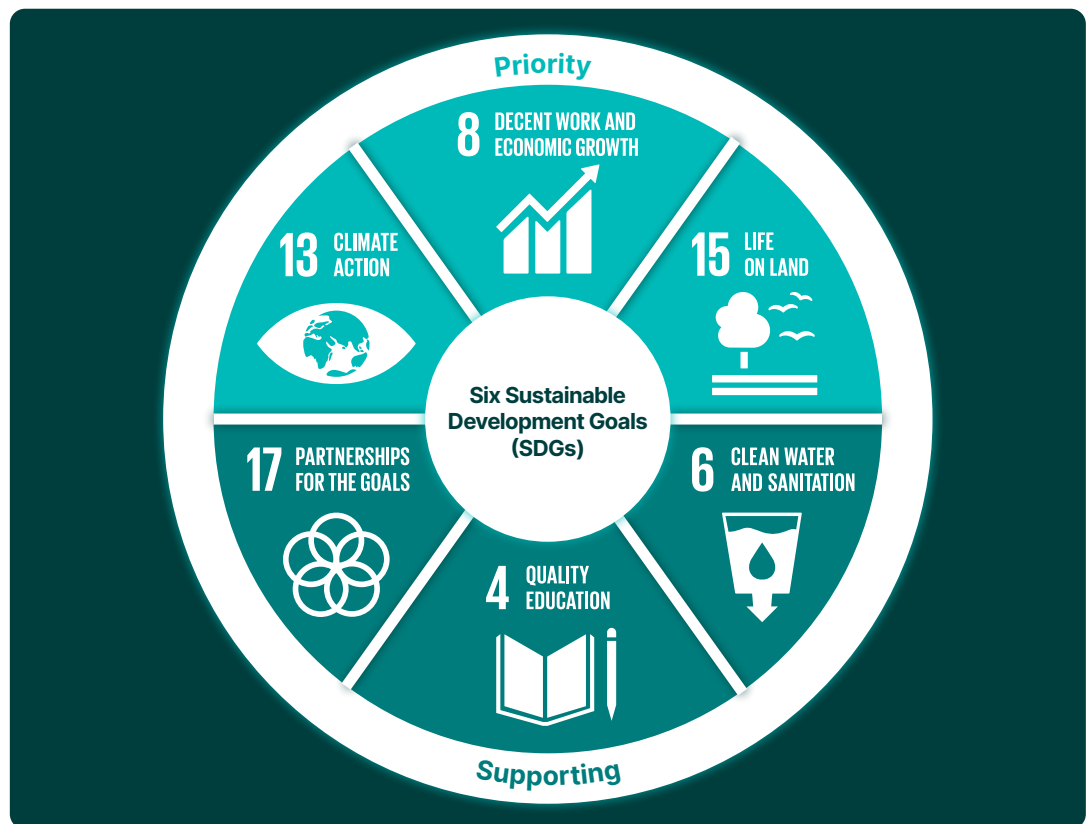 Priority
8 DECENT WORK AND
ECONOMIC GROWTH
13 CLIMATE
ACTION
15 LIFE
ON LAND
Six Sustainable
Development Goals
(SDGs)
17 PARTNERSHIPS
FOR THE GOALS
6 CLEAN WATER
AND SANITATION
4 QUALITY
EDUCATION
Supporting